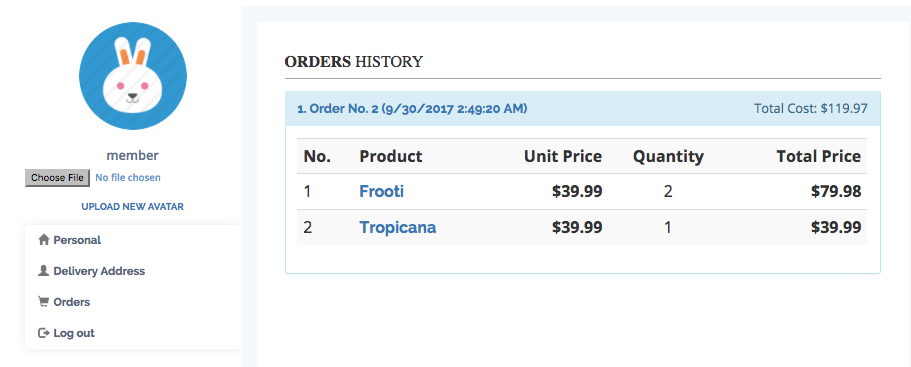 member
Choose File No file chosen
UPLOAD NEW AVATAR
Personal
Delivery Address
Orders
Log out
ORDERS HISTORY
1. Order No. 2 (9/30/2017 2:49:20 AM) Total Cost: $119.97
No. Product Unit Price Quantity Total Price
1 Frooti $39.99 2 $79.98
2 Tropicana $39.99 1 $39.99